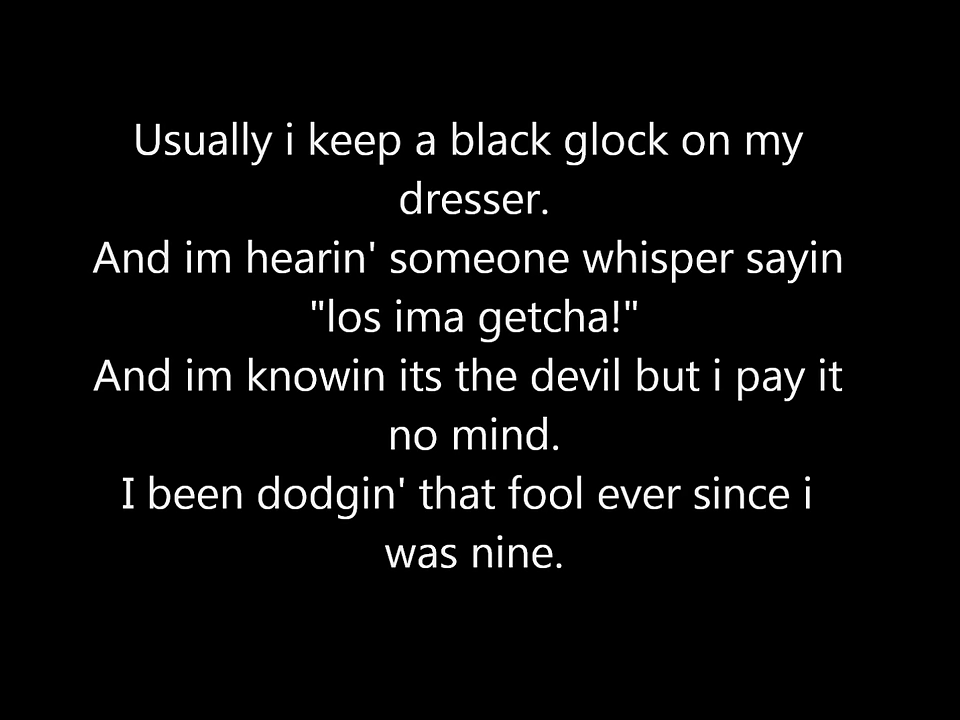 Usually i keep a black glock on my
dresser.
And im hearin' someone whisper sayin
"los ima getcha!"
And im knowin its the devil but i pay it
no mind.
I been dodgin' that fool ever since i
was nine.